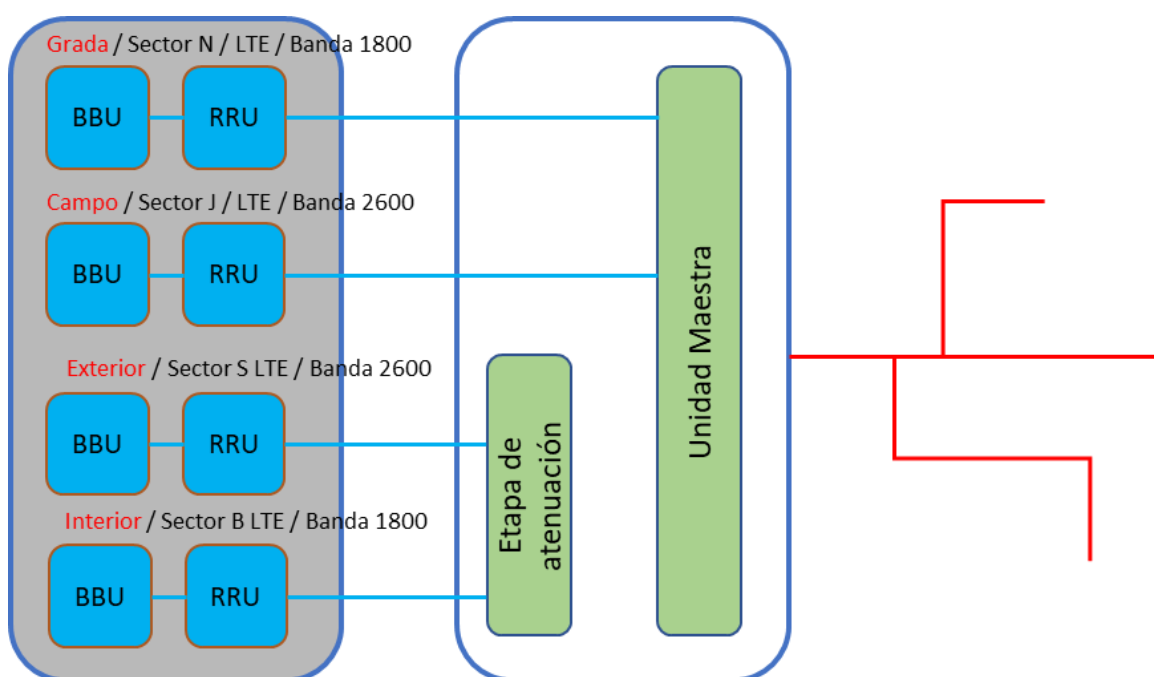 Grada / Sector N / LTE / Banda 1800
BBU
RRU
Campo / Sector J / LTE / Banda 2600
BBU
RRU
Exterior / Sector S LTE / Banda 2600
BBU
RRU
Interior / Sector B LTE / Banda 1800
BBU
RRU
Etapa de
atenuación
Unidad Maestra